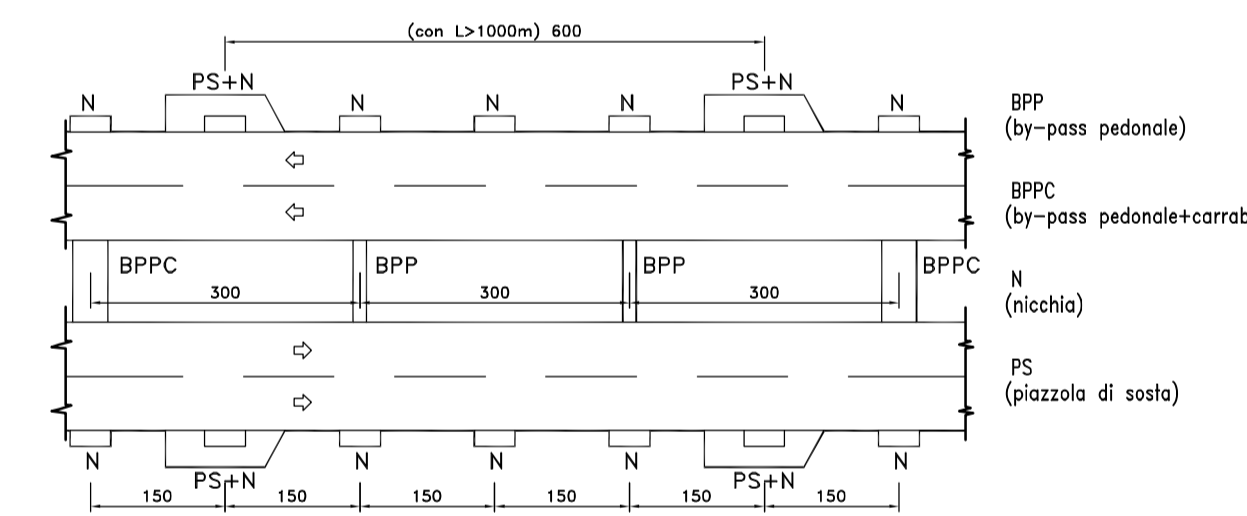 (con L>1000m) 600
PS+N
PS+N
N
N
N
N
N
BPP
(by-pass pedonale)
BPPC
(by-pass pedonale+carrab
BPPC
BPP
BPP
BPPC
300
300
300
N
(nicchia)
PS
(piazzola di sosta)
N
N
N
N
N
PS+N
PS+N
150
150
150
150
150
150